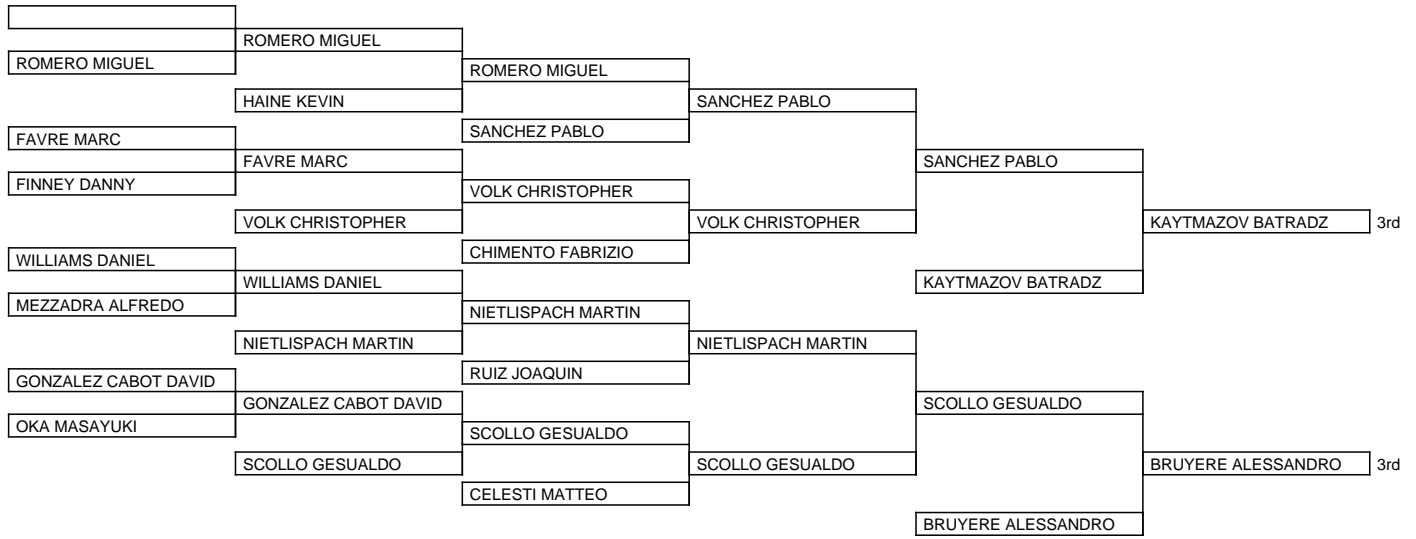 ROMERO MIGUEL
ROMERO MIGUEL
ROMERO MIGUEL
HAINE KEVIN
SANCHEZ PABLO
SANCHEZ PABLO
FAVRE MARC
FAVRE MARC
SANCHEZ PABLO
FINNEY DANNY
VOLK CHRISTOPHER
VOLK CHRISTOPHER
VOLK CHRISTOPHER
KAYTMAZOV BATRADZ 3rd
CHIMENTO FABRIZIO
WILLIAMS DANIEL
WILLIAMS DANIEL
KAYTMAZOV BATRADZ
MEZZADRA ALFREDO
NIETLISPACH MARTIN
NIETLISPACH MARTIN
NIETLISPACH MARTIN
RUIZ JOAQUIN
GONZALEZ CABOT DAVID
GONZALEZ CABOT DAVID
SCOLLO GESUALDO
OKA MASAYUKI
SCOLLO GESUALDO
SCOLLO GESUALDO
SCOLLO GESUALDO
BRUYERE ALESSANDRO 3rd
CELESTI MATTEO
BRUYERE ALESSANDRO